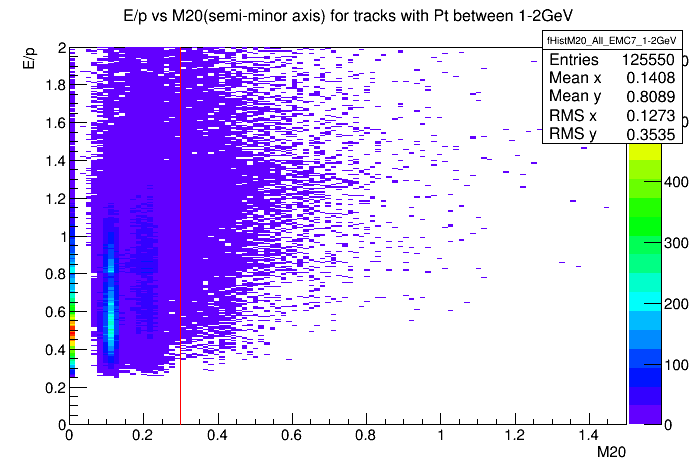 E/p vs M20(semi-minor axis) for tracks with Pt between 1-2GeV
fHistM20_All_EMC7_1-2GeV
Entries 125550
Mean x 0.1408
Mean y 0.8089
RMS x 0.1273
RMS y 0.3535
E/p
2
1.8
1.6
1.4
1.2
1
0.8
0.6
0.4
0.2
0
0 0.2 0.4 0.6 0.8 1 1.2 1.4
M20
400
300
200
100
0